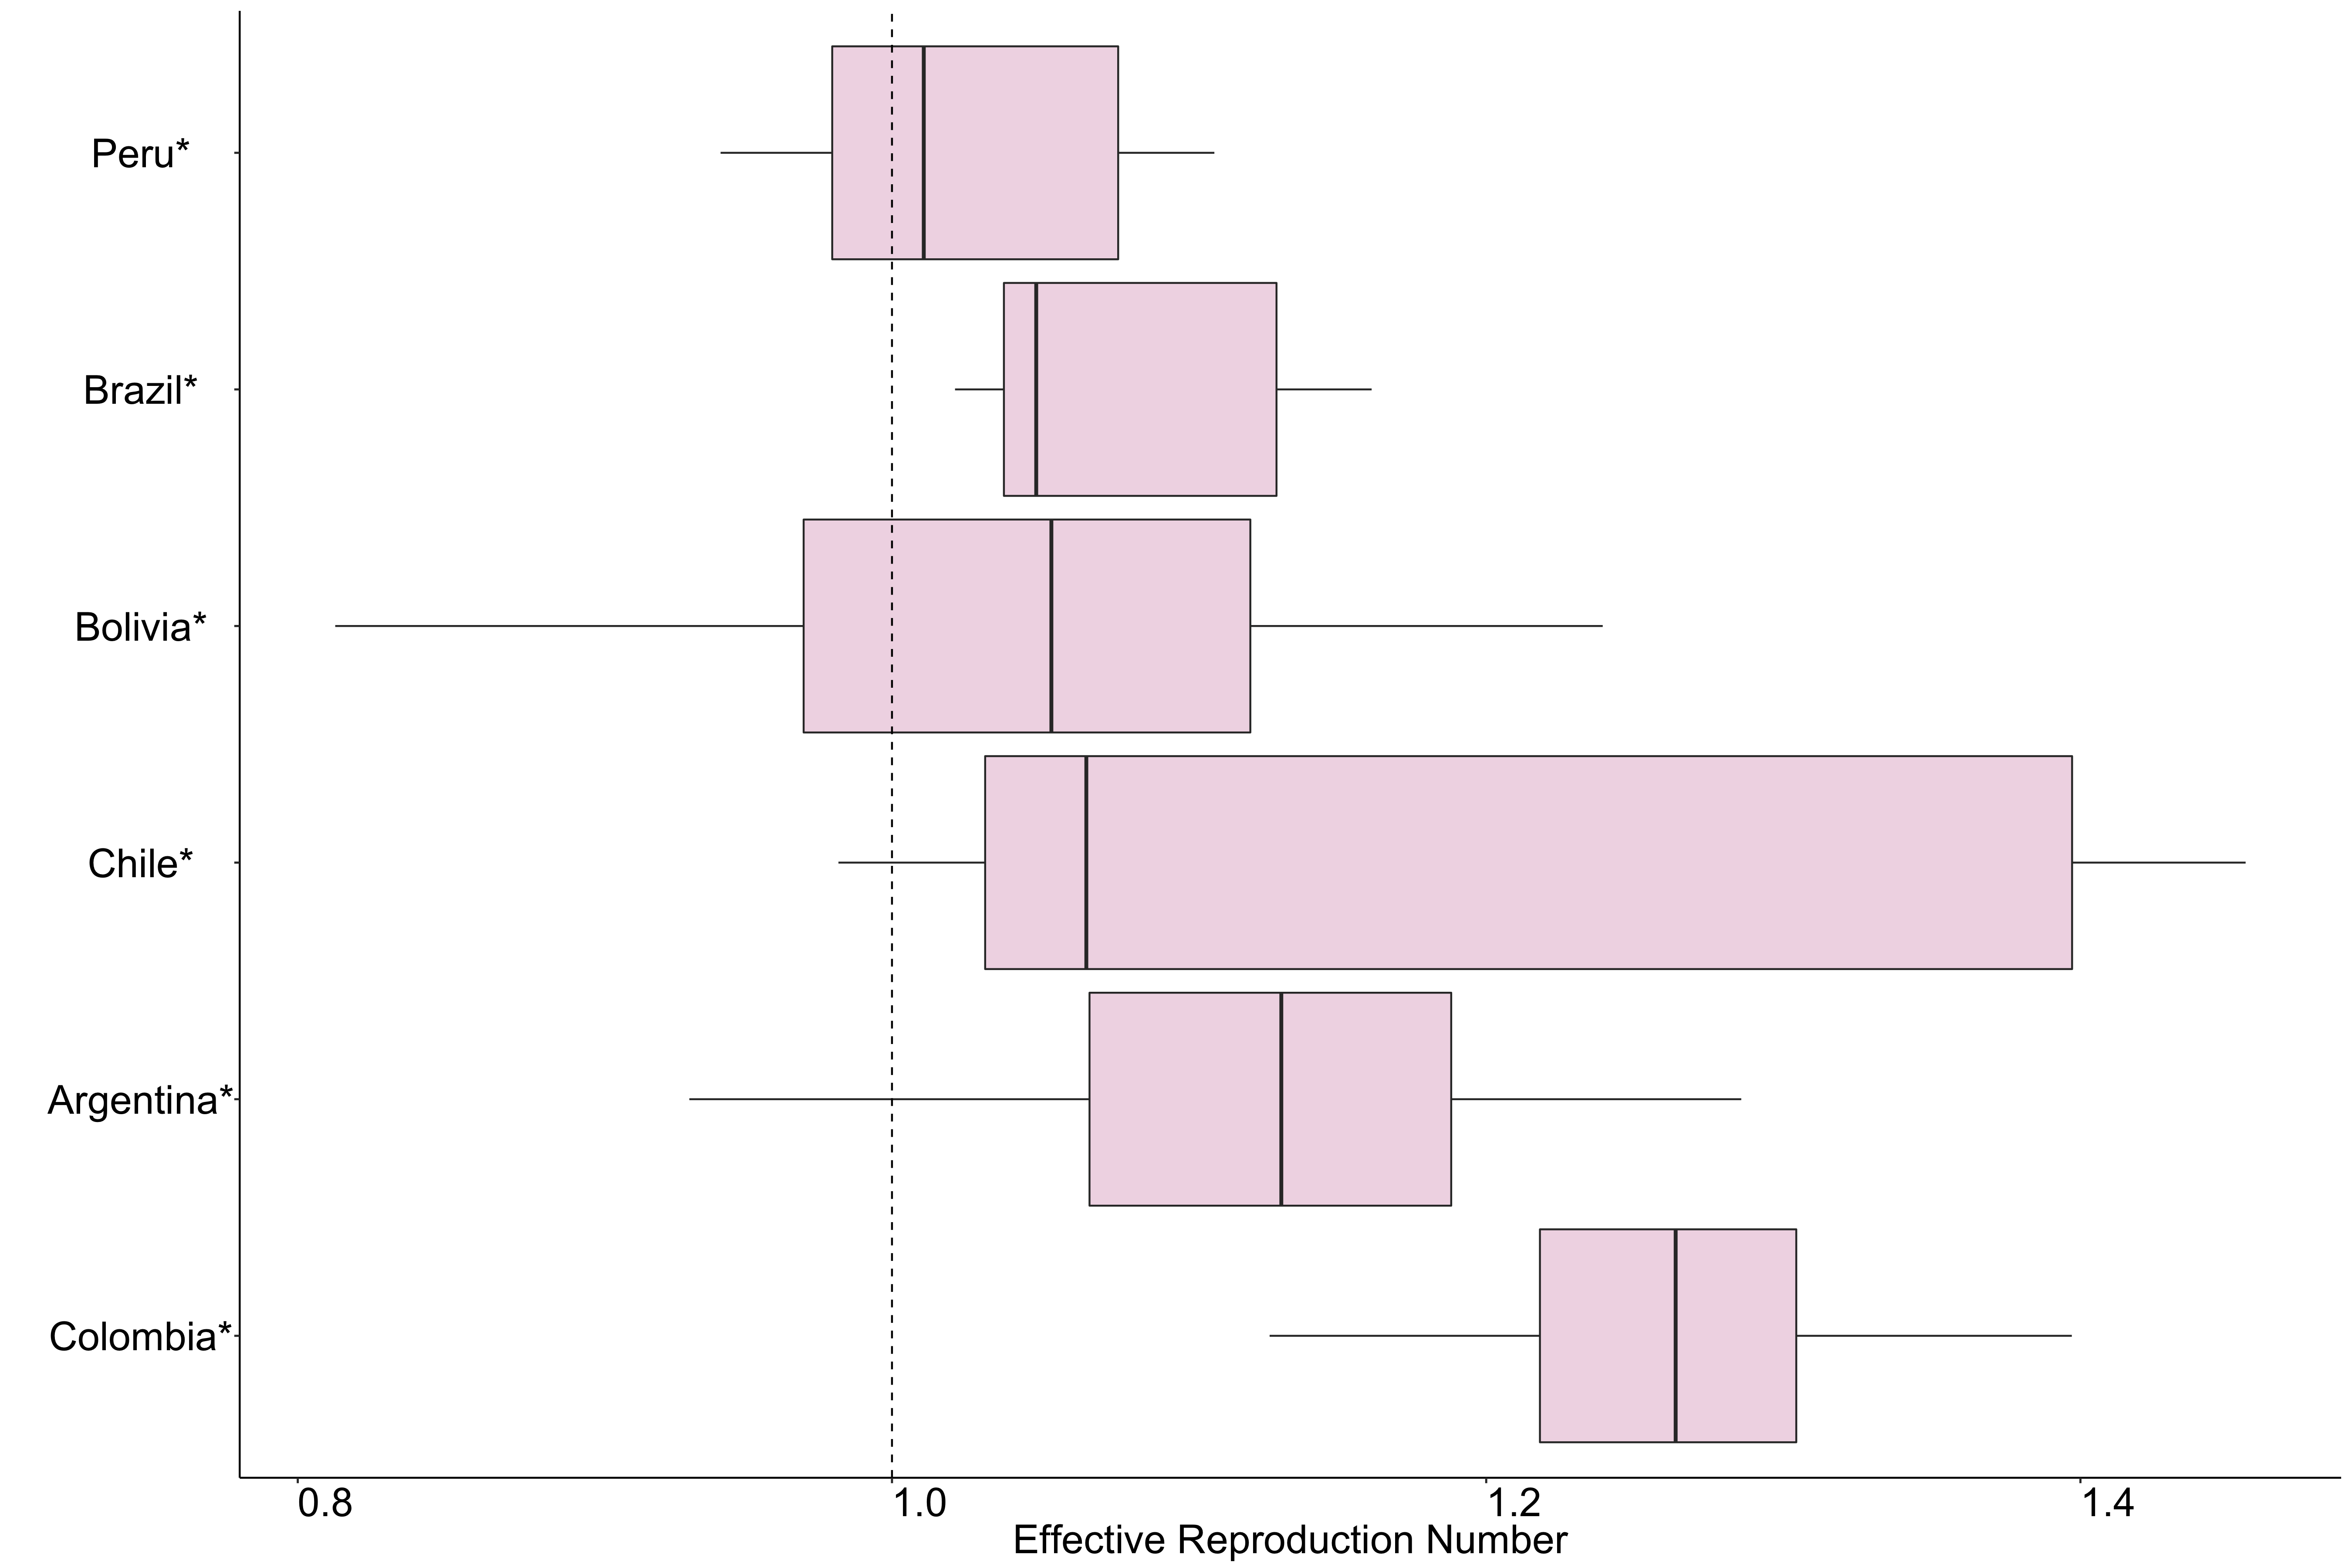 Peru*
Brazil*
Bolivia*
Chile*
Argentina*
Colombia*
0.8 1.0 1.2 1.4
Effective Reproduction Number